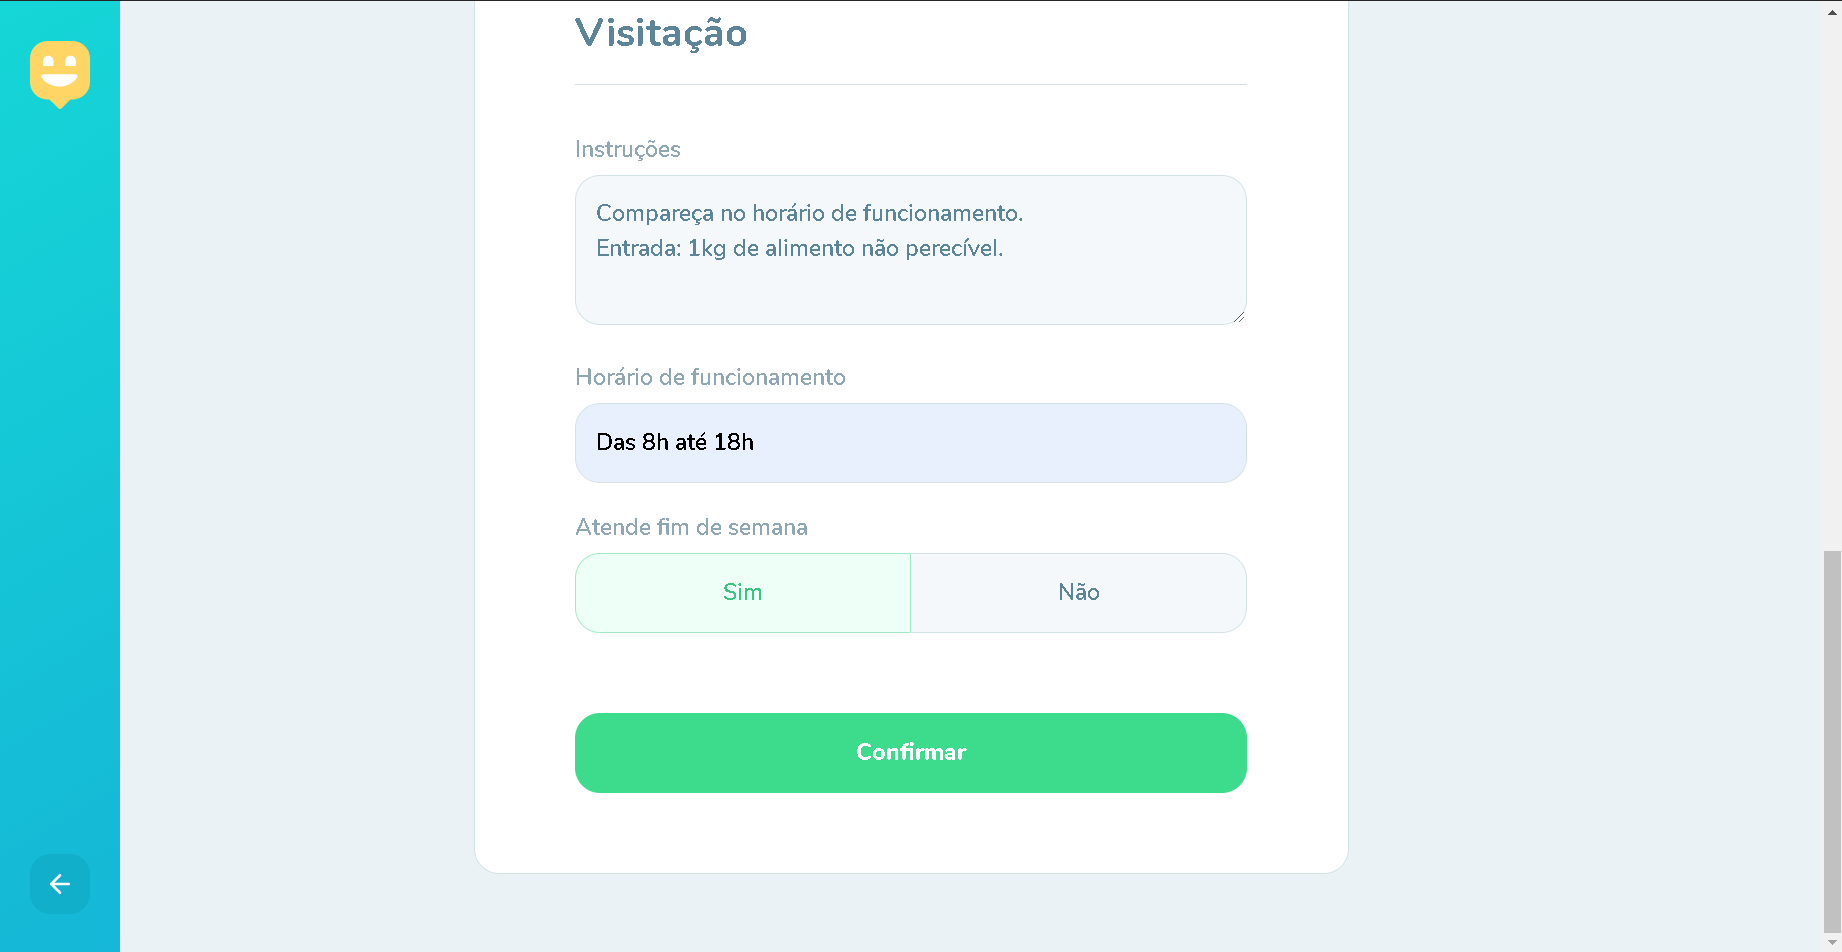 Visitação
Instruções
Compareça no horário de funcionamento.
Entrada: 1kg de alimento não perecível.
Horário de funcionamento
Das 8h até 18h
Atende fim de semana
Sim
Não
Confirmar